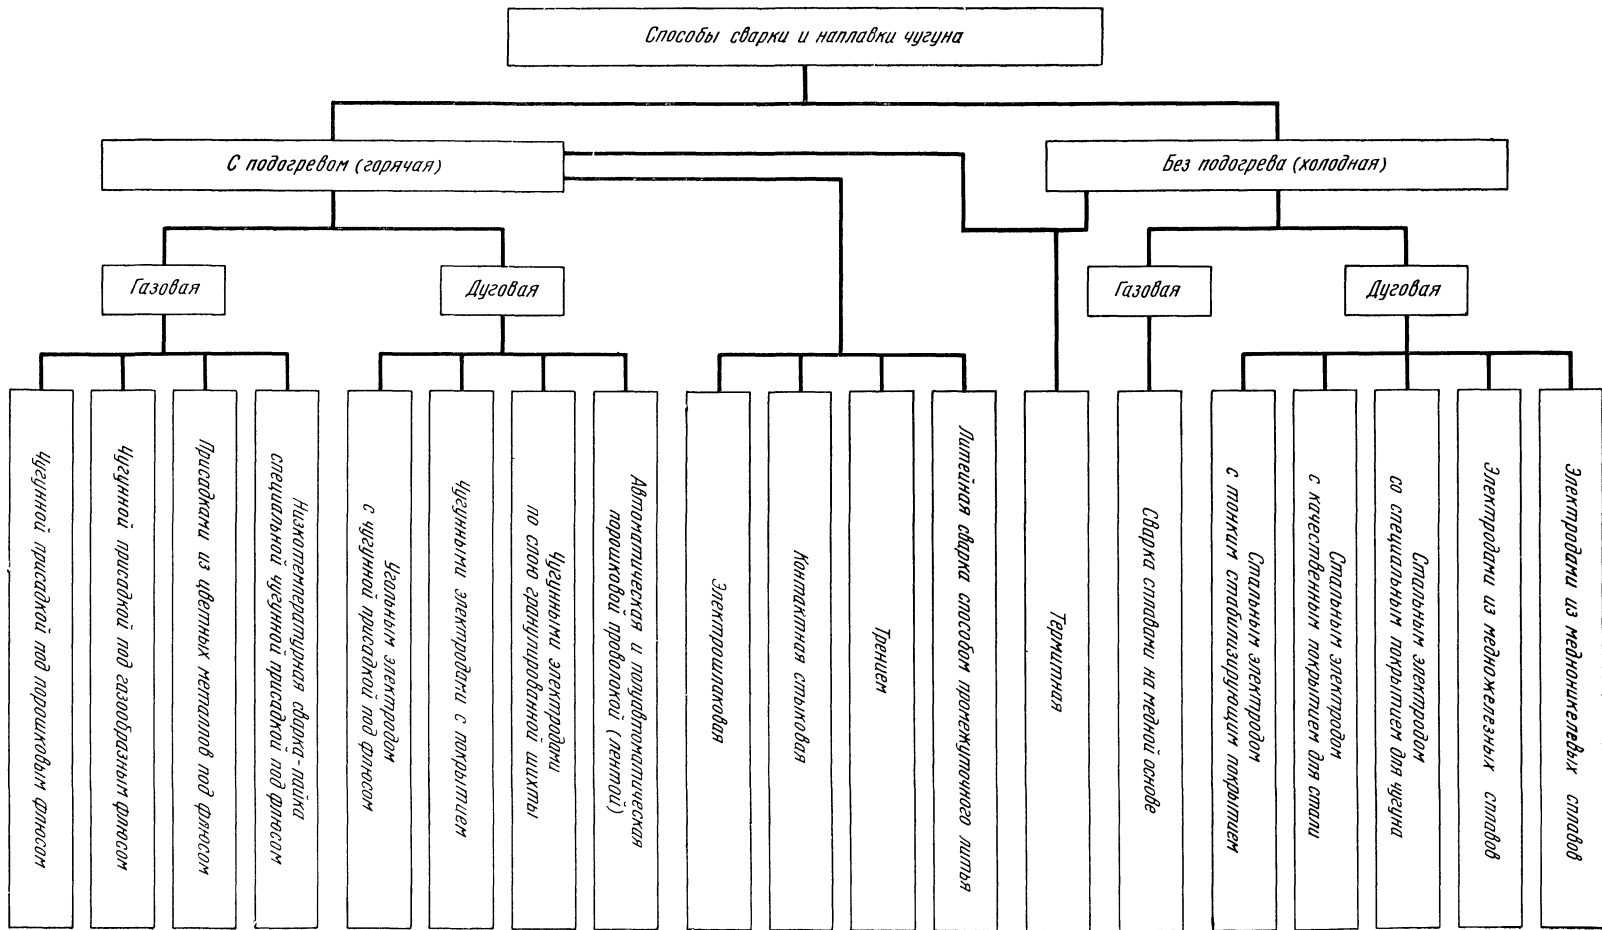 Способы сварки и наплавки чугуна
С подогревом (горячая)
Без подогрева (холодная)
Газовая
Дуговая
Газовая
Дуговая
Чугунной присадкой под порошковым флюсом
Чугунной присадкой под газообразным флюсом
Присадками из цветных металлов под флюсом
Низкотемпературная сварка-пайка
специальной чугунной присадкой под флюсом
Угольным электродом
с чугунной присадкой под флюсом
Чугунными электродами с покрытием
Чугунными электродами
по слою гранулированной шихты
Автоматическая и полуавтоматическая
порошковой проволокой (лентой)
Электрошлаковая
Контактная стыковая
Трением
Литейная сварка способом промежуточного литья
Термитная
Сварка сплавами на медной основе
Стальным электродом
с тонким стабилизирующим покрытием
Стальным электродом
с качественным покрытием для стали
Стальным электродом
со специальным покрытием для чугуна
Электродами из медножелезных сплавов
Электродами из медноникелевых сплавов